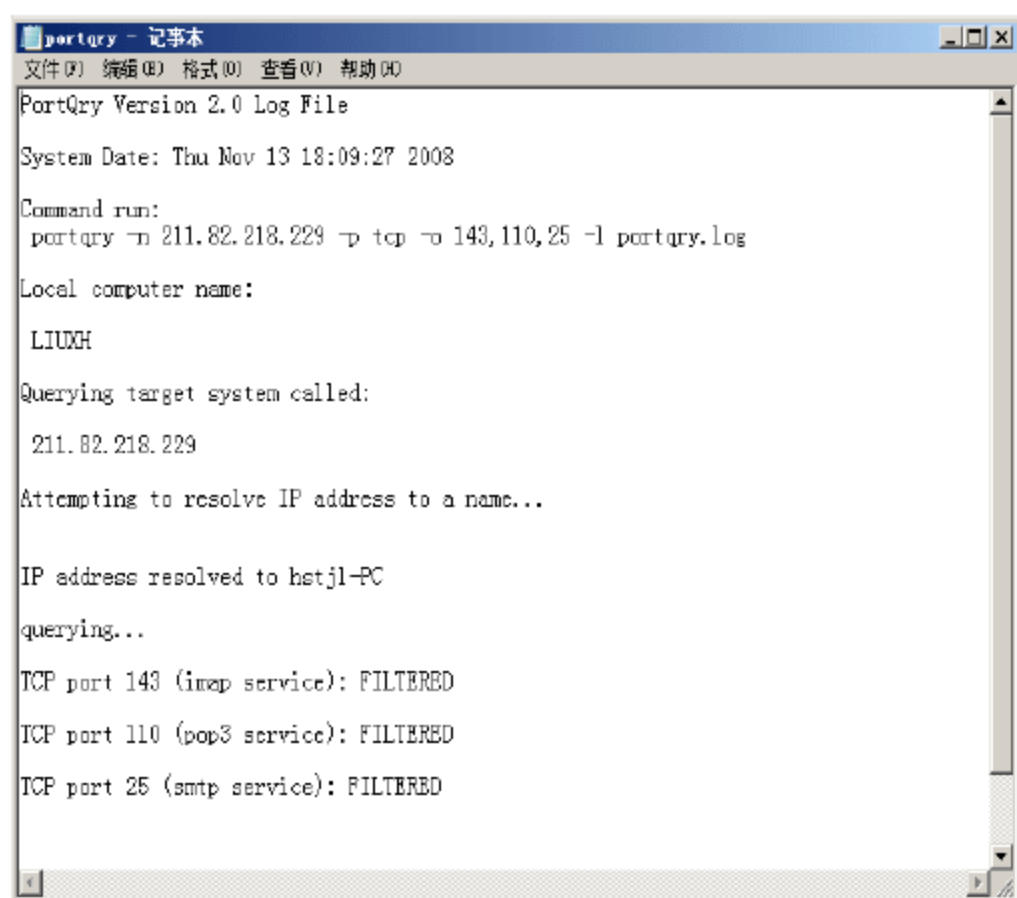 portqry - 记事本
文件(F) 编辑(E) 格式(O) 查看(V) 帮助(H)
PortQry Version 2.0 Log File
System Date: Thu Nov 13 18:09:27 2008
Command run:
portqry -n 211.82.218.229 -p tcp -o 143,110,25 -l portqry.log
Local computer name:
LIUXH
Querying target system called:
211.82.218.229
Attempting to resolve IP address to a name...
IP address resolved to hstjl-PC
querying...
TCP port 143 (imap service): FILTERED
TCP port 110 (pop3 service): FILTERED
TCP port 25 (smtp service): FILTERED